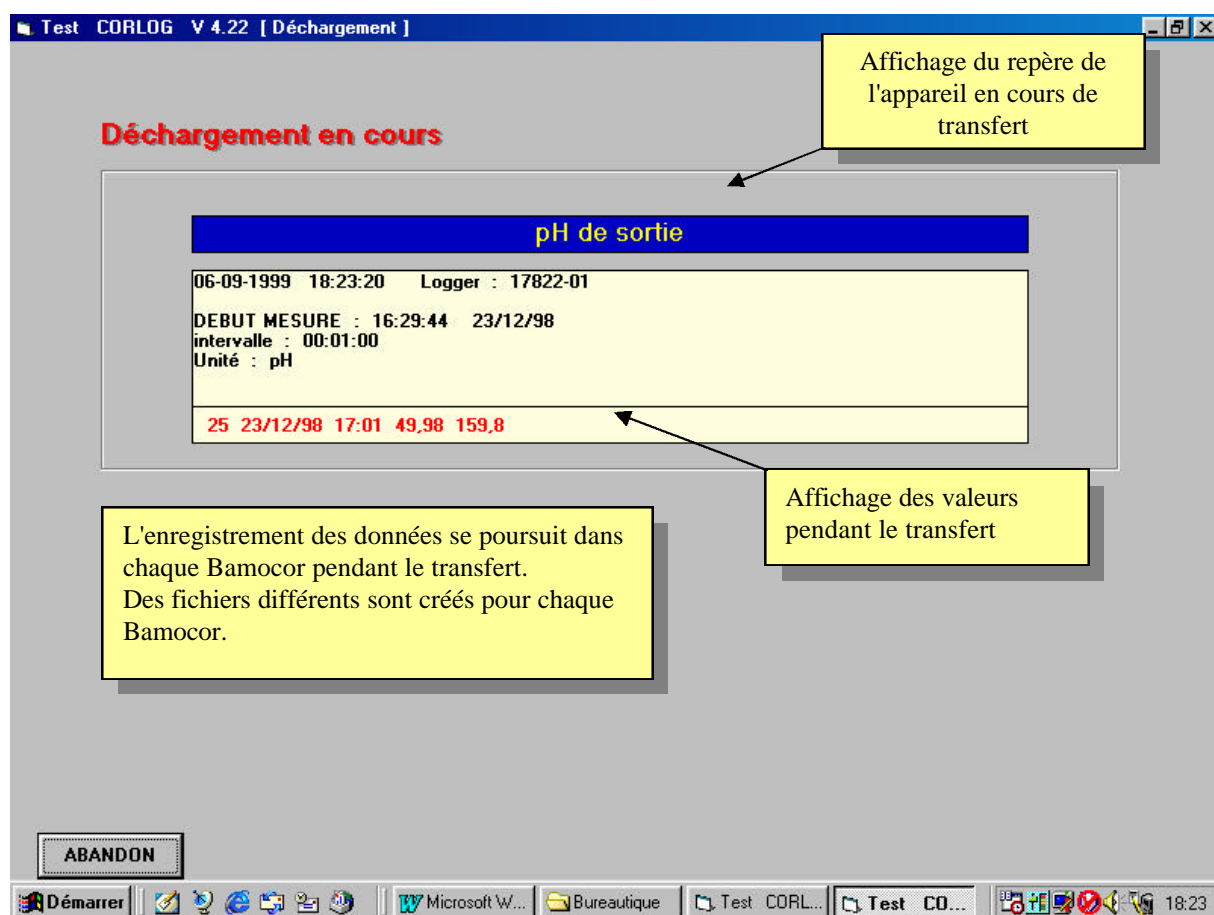 Test CORLOG V 4.22 [ Déchargement ]
Affichage du repère de
l'appareil en cours de
transfert
Déchargement en cours
pH de sortie
06-09-1999 18:23:20 Logger : 17822-01
DEBUT MESURE : 16:29:44 23/12/98
intervalle : 00:01:00
Unité : pH
25 23/12/98 17:01 49,98 159,8
Affichage des valeurs
pendant le transfert
L'enregistrement des données se poursuit dans
chaque Bamocor pendant le transfert.
Des fichiers différents sont créés pour chaque
Bamocor.
ABANDON
Démarrer Microsoft W... Bureautique Test CORL... Test CO... 18:23